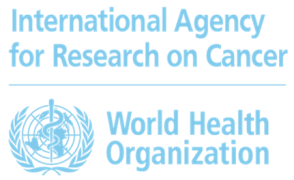 International Agency
for Research on Cancer
World Health
Organization